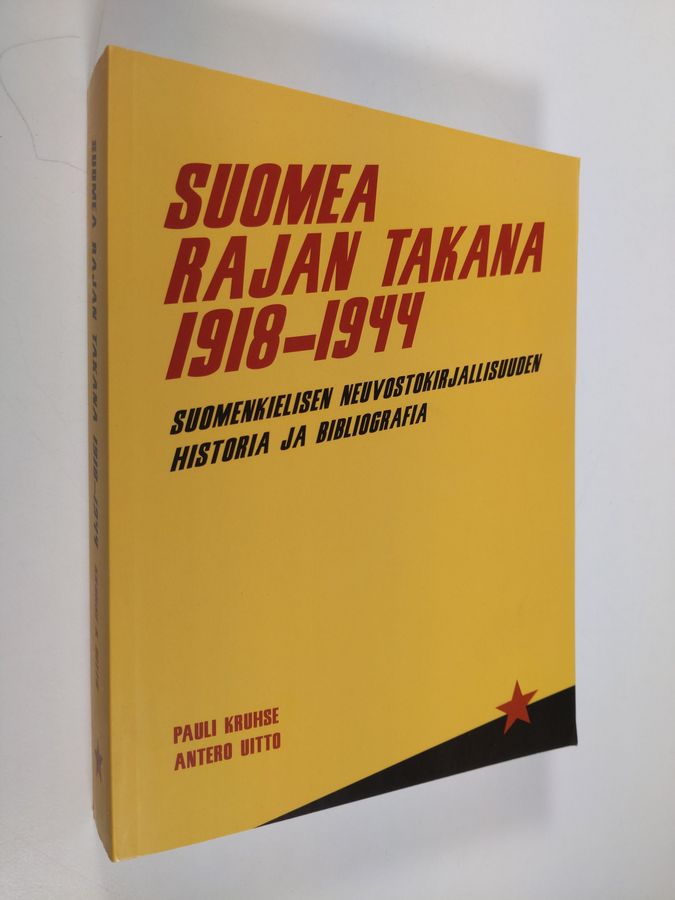 SUOMEA
RAJAN TAKANA
1918–1944
SUOMENKIELISEN NEUVOSTOKIRJALLISUUDEN
HISTORIA JA BIBLIOGRAFIA
PAULI KRUHSE
ANTERO UITTO
SUOMEA RAJAN TAKANA 1918–1944